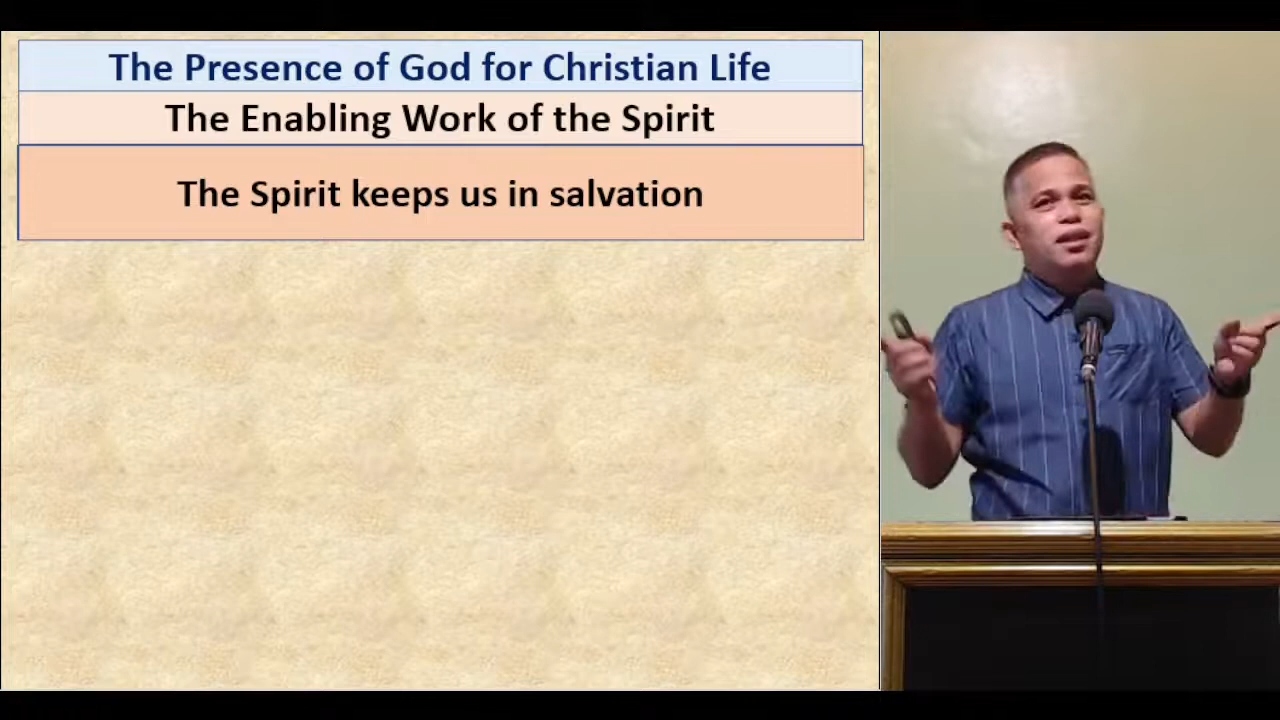 The Presence of God for Christian Life
The Enabling Work of the Spirit
The Spirit keeps us in salvation